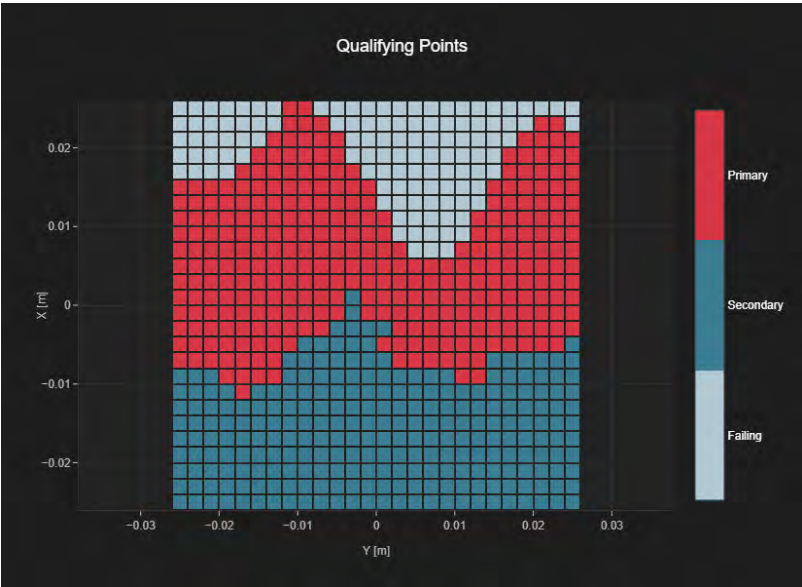 Qualifying Points
0.02
0.01
0
−0.01
−0.02
X [m]
−0.03
−0.02
−0.01
0
0.01
0.02
0.03
Y [m]
Primary
Secondary
Failing